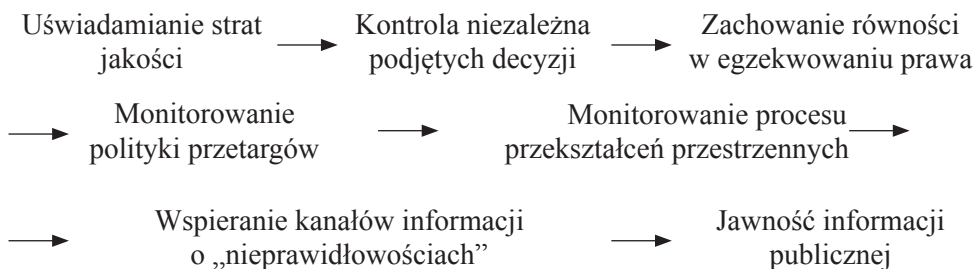 Uświadamianie strat
jakości
Kontrola niezależna
podjętych decyzji
Zachowanie równości
w egzekwowaniu prawa
Monitorowanie
polityki przetargów
Monitorowanie procesu
przekształceń przestrzennych
Wspieranie kanałów informacji
o „nieprawidłowościach”
Jawność informacji
publicznej